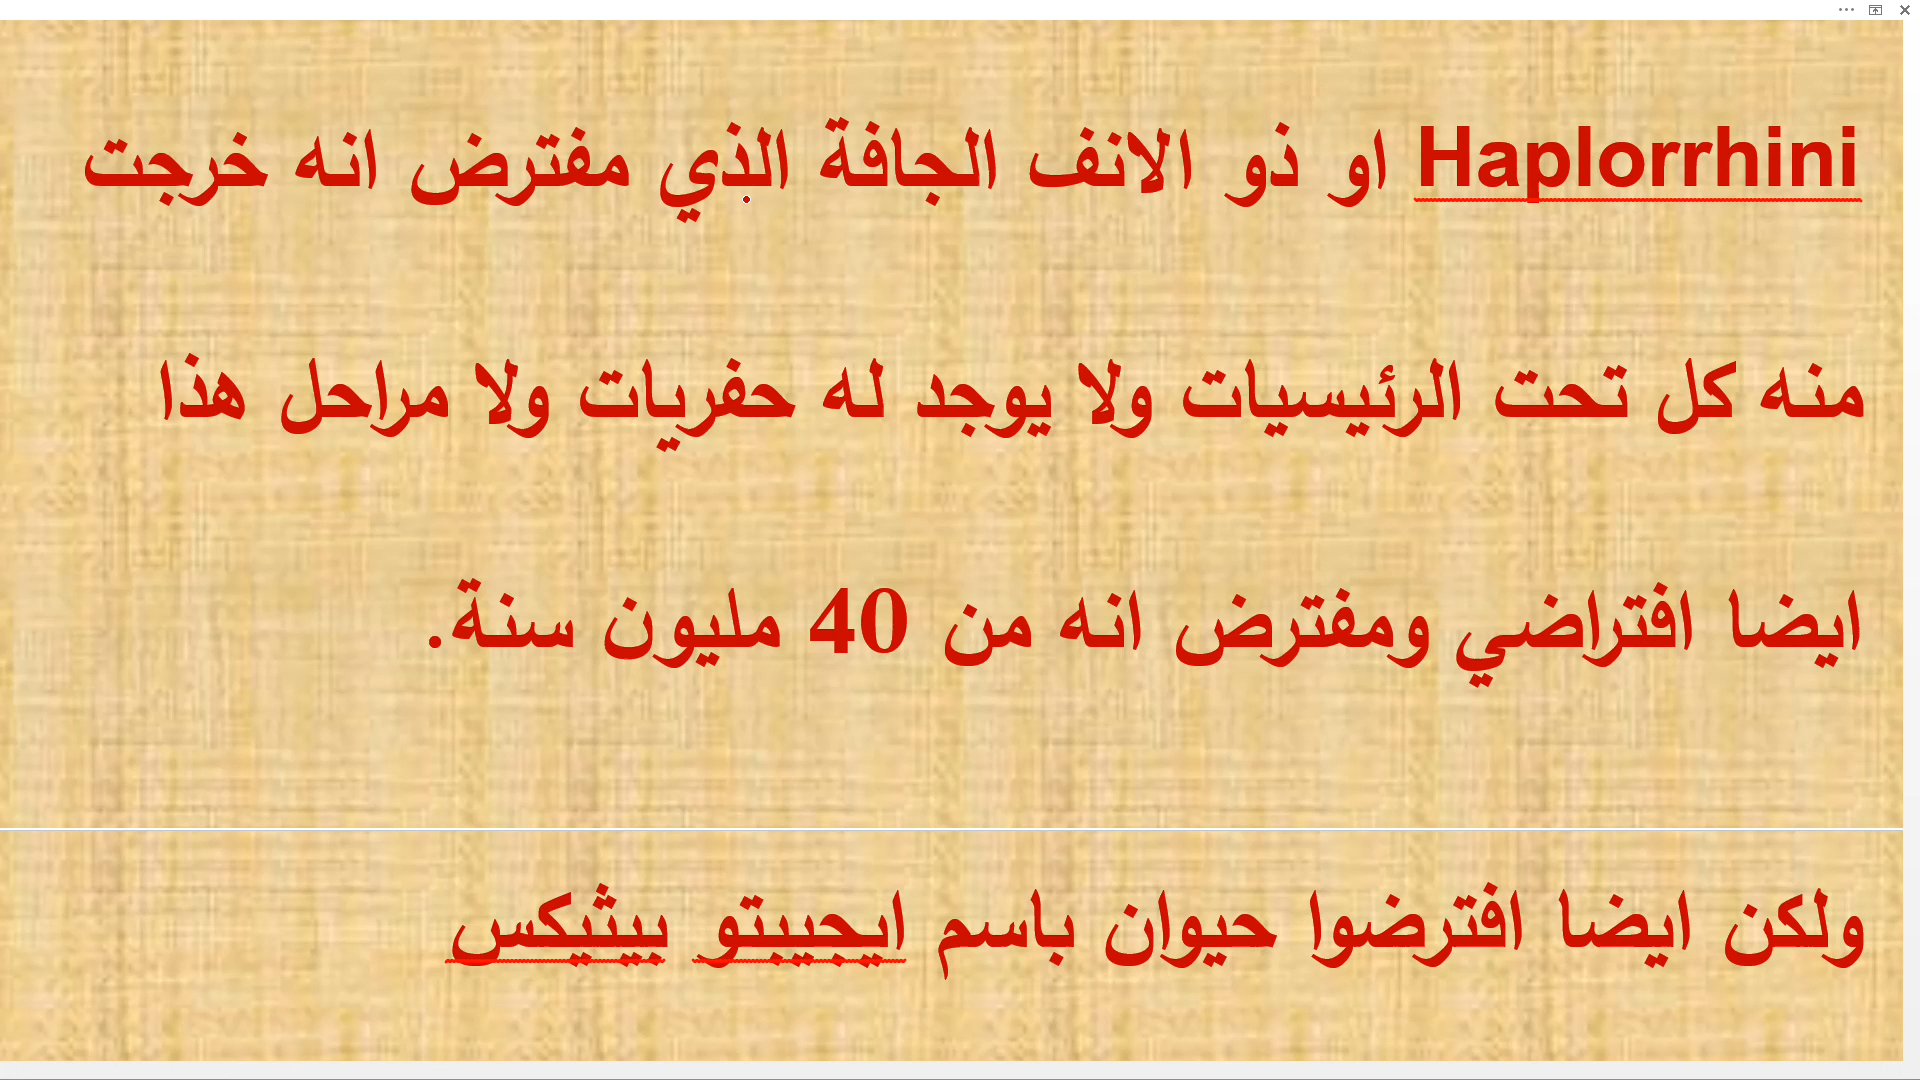 Haplorrhini او ذو الانف الجافة الذي مفترض انه خرجت
منه كل تحت الرئيسيات ولا يوجد له حفريات ولا مراحل هذا
ايضا افتراضي ومفترض انه من 40 مليون سنة.
ولكن ايضا افترضوا حيوان باسم ايجيبتو بيثيكس